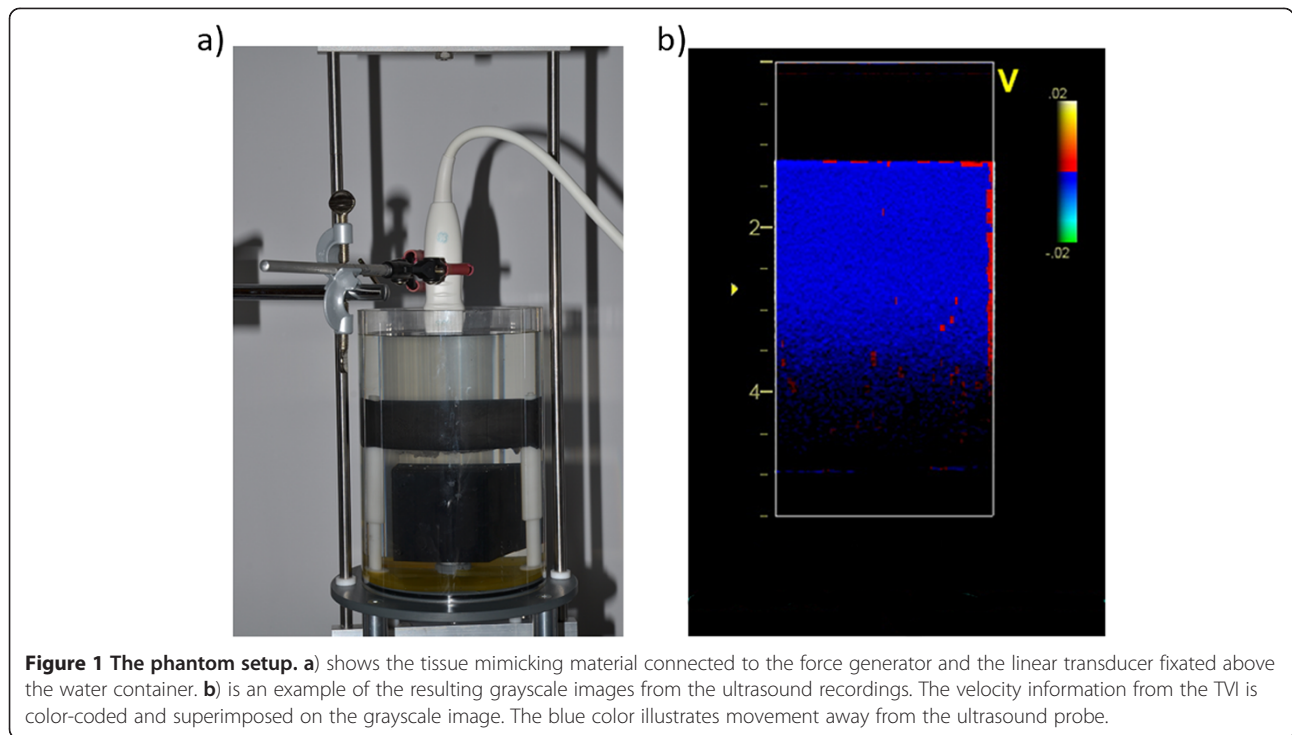 a)
b)
V
.02
2
-.02
4
Figure 1 The phantom setup. a) shows the tissue mimicking material connected to the force generator and the linear transducer fixated above
the water container. b) is an example of the resulting grayscale images from the ultrasound recordings. The velocity information from the TVI is
color-coded and superimposed on the grayscale image. The blue color illustrates movement away from the ultrasound probe.